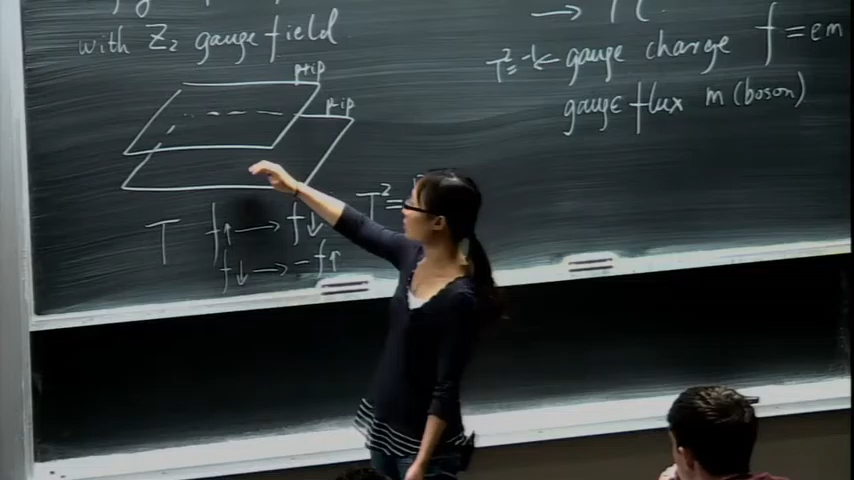 with Z₂ gauge field
p+ip
p-ip
T f↑ → f↓
f↓ → -f↑
T² =
→
T²=-1 ← gauge charge f = em
gauge flux m (boson)